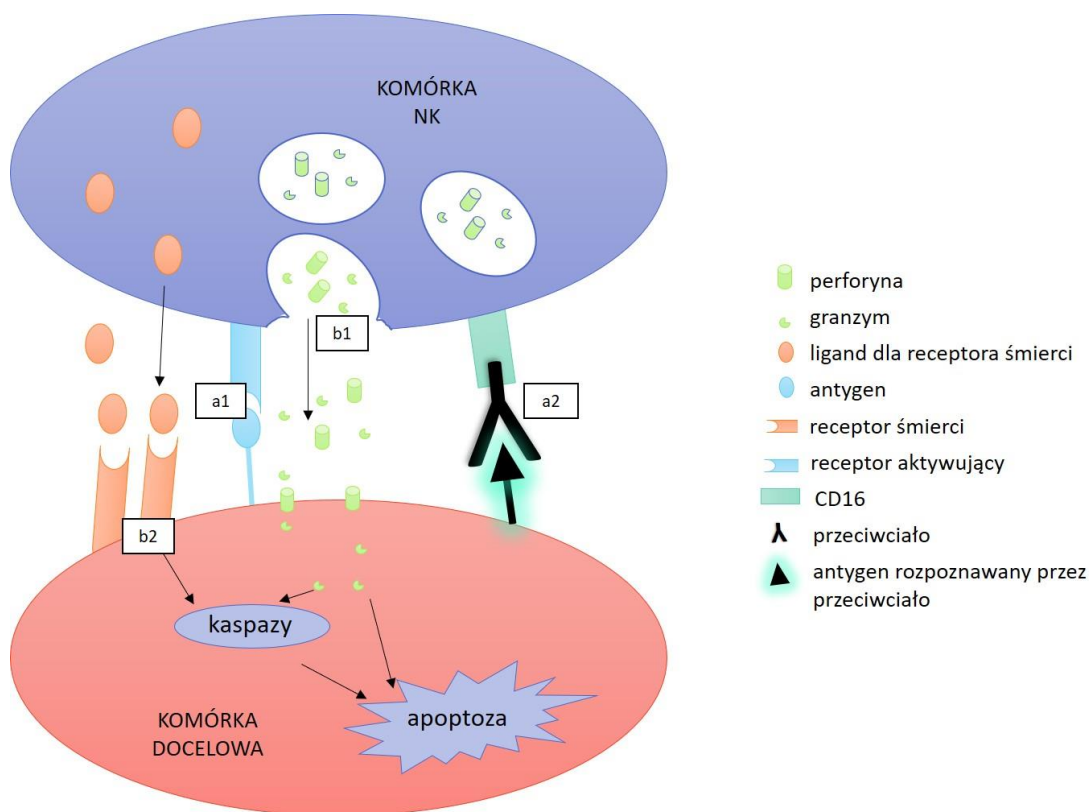 KOMÓRKA
NK
b1
a1
a2
b2
kaspazy
apoptoza
KOMÓRKA
DOCELOWA
perforyna
granzym
ligand dla receptora śmierci
antygen
receptor śmierci
receptor aktywujący
CD16
przeciwciało
antygen rozpoznawany przez
przeciwciało